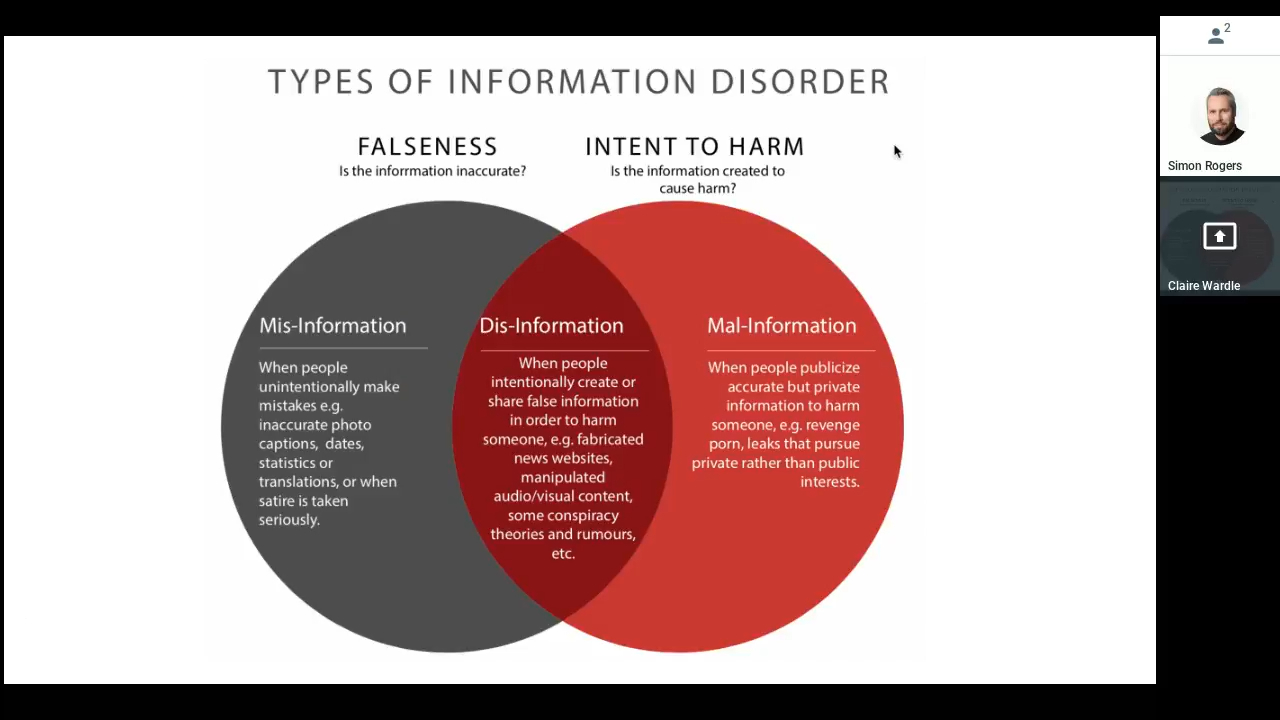 TYPES OF INFORMATION DISORDER
FALSENESS
Is the information inaccurate?
INTENT TO HARM
Is the information created to
cause harm?
Mis-Information
When people
unintentionally make
mistakes e.g.
inaccurate photo
captions, dates,
statistics or
translations, or when
satire is taken
seriously.
Dis-Information
When people
intentionally create or
share false information
in order to harm
someone, e.g. fabricated
news websites,
manipulated
audio/visual content,
some conspiracy
theories and rumours,
etc.
Mal-Information
When people publicize
accurate but private
information to harm
someone, e.g. revenge
porn, leaks that pursue
private rather than public
interests.
2
Simon Rogers
Claire Wardle